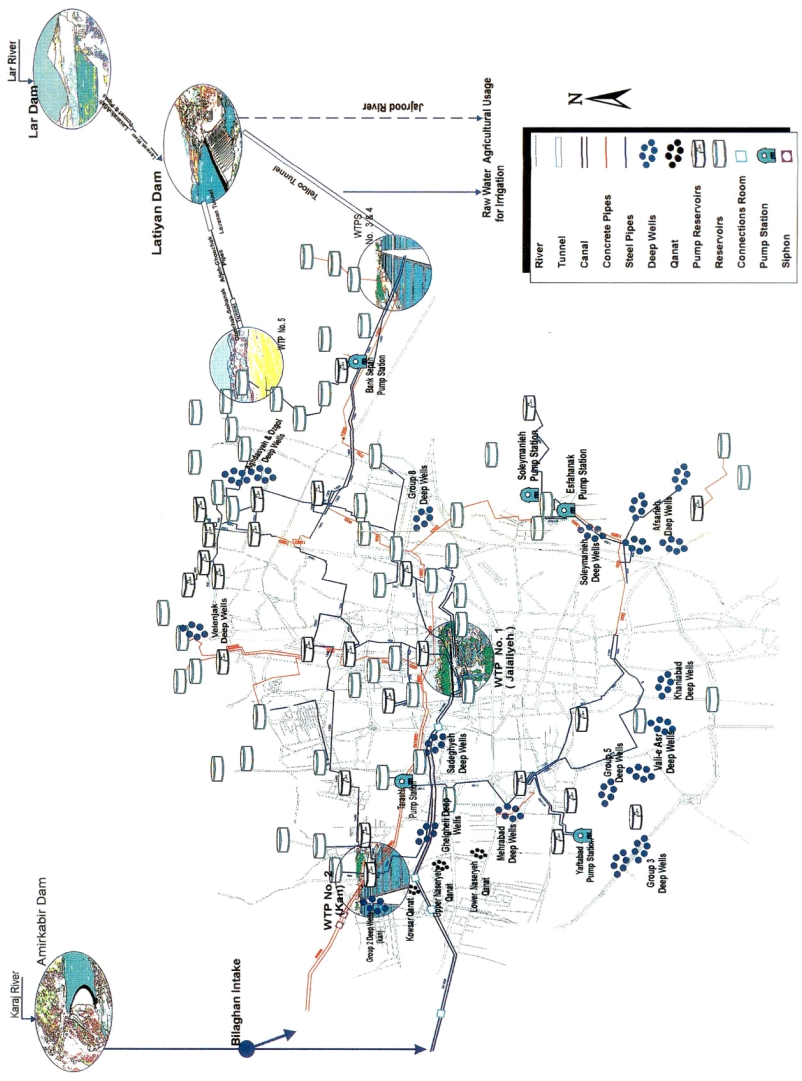 Karaj River
Amirkabir Dam
Bilaghan Intake
Lar River
Lar Dam
Latiyan Dam
Jajrood River
Telloo Tunnel
Raw Water Agricultural Usage
for Irrigation
WTPS
No. 3 & 4
WTP No. 5
Bank Sepah
Pump Station
Deep Wells
Velenjak
Deep Wells
Group 8
Deep Wells
WTP No. 1
( Jalaliyeh )
Soleymanieh
Pump Station
Esfahanak
Pump Station
Soleymanieh
Deep Wells
Afsarieh
Deep Wells
WTP No. 2
(Kan)
Group 2 Deep Wells
(kan)
Pump Station
Sadeghyeh
Deep Wells
Ghelgheli Deep
Wells
Kowsar Qanat
Upper Naseryeh
Qanat
Lower Naseryeh
Qanat
Mehrabad
Deep Wells
Yaftabad
Pump Station
Group 5
Deep Wells
Group 3
Deep Wells
Vali-e Asr
Deep Wells
Khaniabad
Deep Wells
N
River
Tunnel
Canal
Concrete Pipes
Steel Pipes
Deep Wells
Qanat
Pump Reservoirs
Reservoirs
Connections Room
Pump Station
Siphon